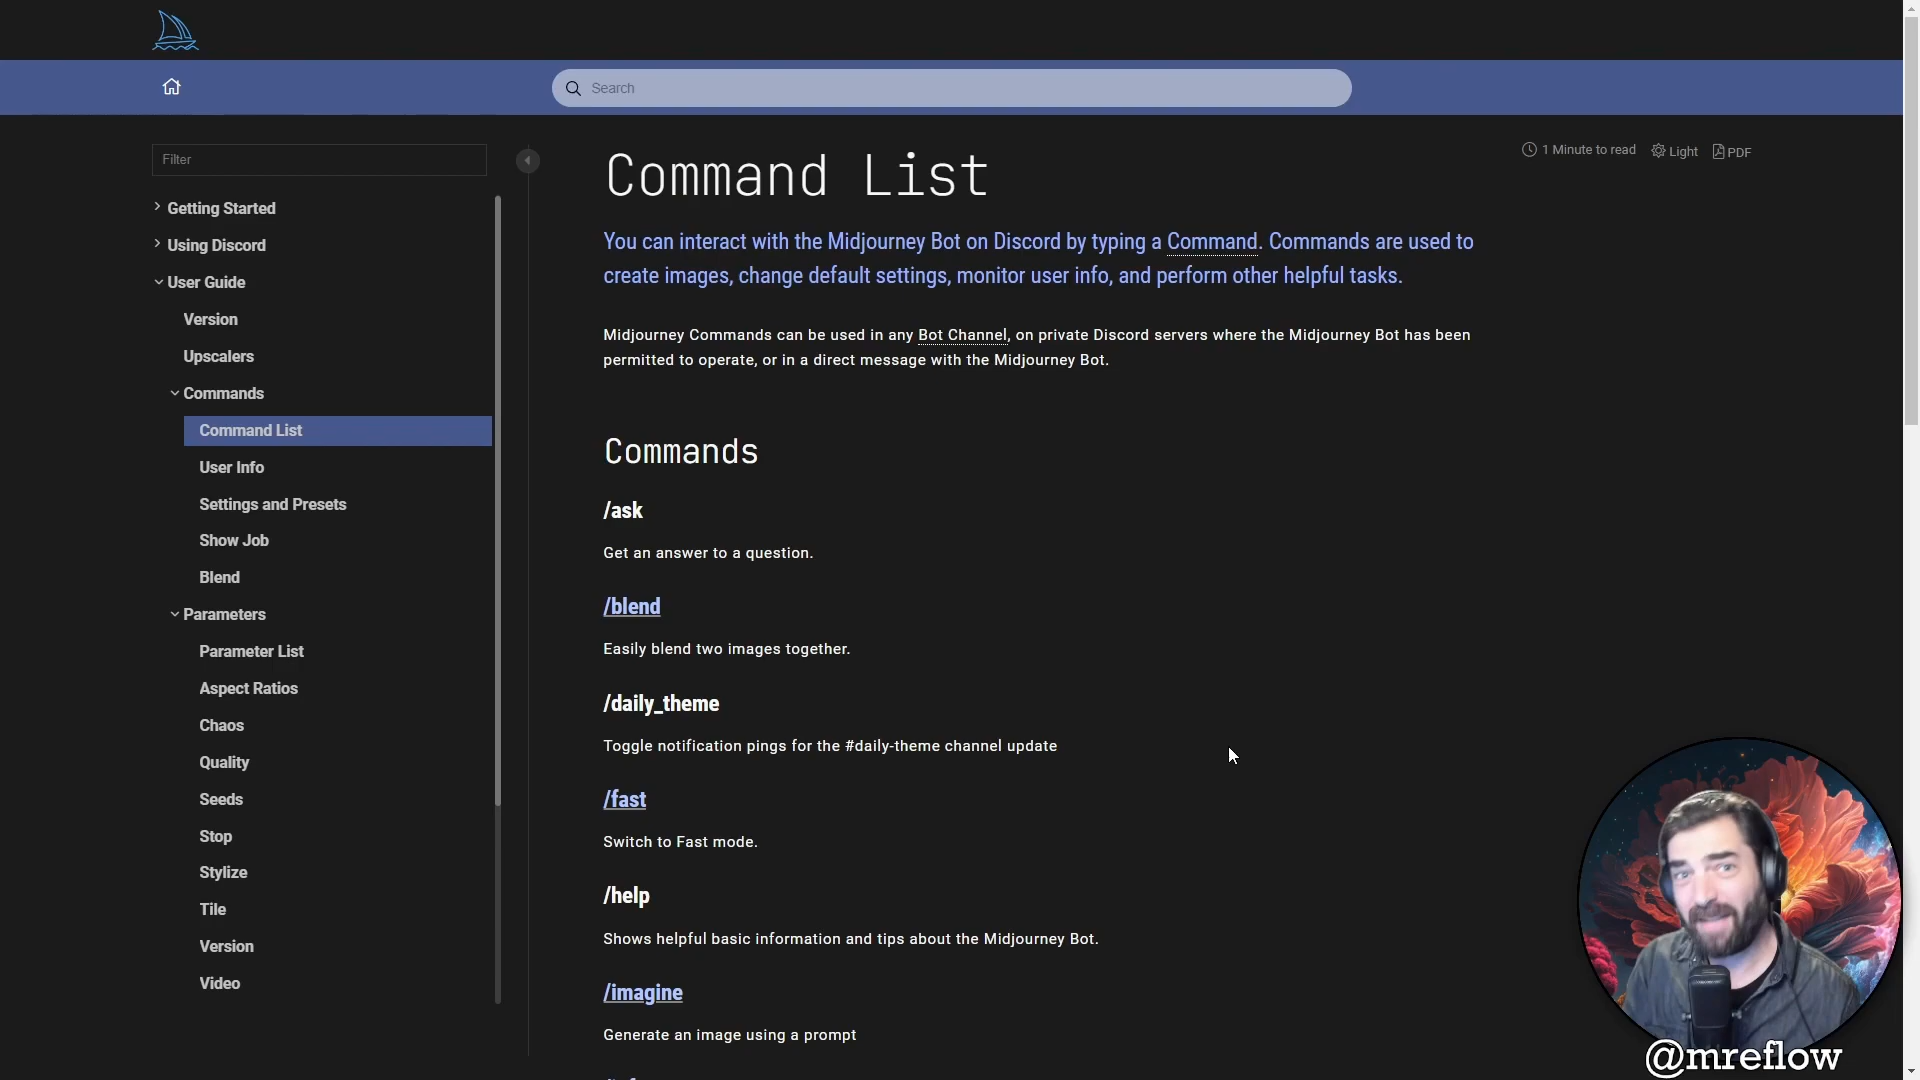 Search
Filter
Getting Started
Using Discord
User Guide
Version
Upscalers
Commands
Command List
User Info
Settings and Presets
Show Job
Blend
Parameters
Parameter List
Aspect Ratios
Chaos
Quality
Seeds
Stop
Stylize
Tile
Version
Video
1 Minute to read Light PDF
Command List
You can interact with the Midjourney Bot on Discord by typing a Command. Commands are used to
create images, change default settings, monitor user info, and perform other helpful tasks.
Midjourney Commands can be used in any Bot Channel, on private Discord servers where the Midjourney Bot has been
permitted to operate, or in a direct message with the Midjourney Bot.
Commands
/ask
Get an answer to a question.
/blend
Easily blend two images together.
/daily_theme
Toggle notification pings for the #daily-theme channel update
/fast
Switch to Fast mode.
/help
Shows helpful basic information and tips about the Midjourney Bot.
/imagine
Generate an image using a prompt
@mreflow